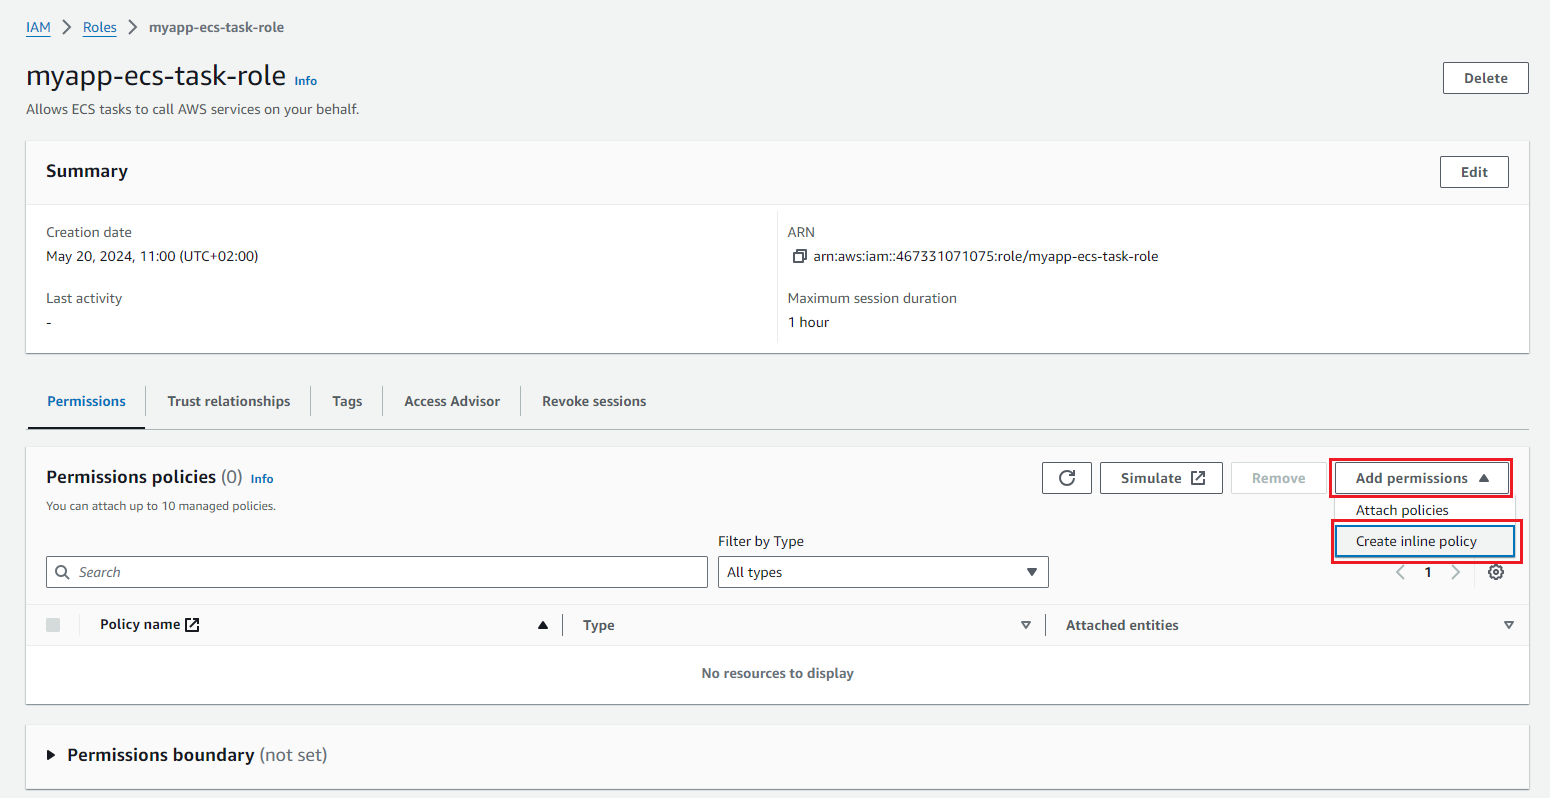 IAM > Roles > myapp-ecs-task-role
myapp-ecs-task-role Info
Delete
Allows ECS tasks to call AWS services on your behalf.
Summary
Edit
Creation date
May 20, 2024, 11:00 (UTC+02:00)
ARN
arn:aws:iam::467331071075:role/myapp-ecs-task-role
Last activity
-
Maximum session duration
1 hour
Permissions
Trust relationships
Tags
Access Advisor
Revoke sessions
Permissions policies (0) Info
Simulate
Remove
Add permissions
You can attach up to 10 managed policies.
Attach policies
Create inline policy
Filter by Type
Search
All types
1
Policy name
Type
Attached entities
No resources to display
Permissions boundary (not set)